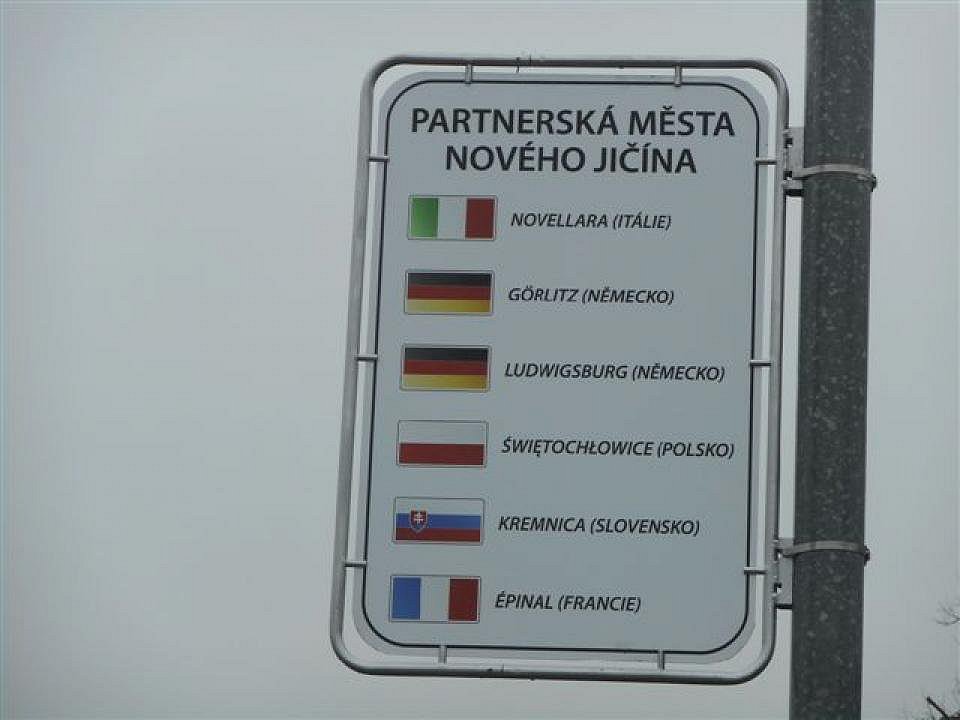 PARTNERSKÁ MĚSTA
NOVÉHO JIČÍNA
NOVELLARA (ITÁLIE)
GÖRLITZ (NĚMECKO)
LUDWIGSBURG (NĚMECKO)
ŚWIĘTOCHŁOWICE (POLSKO)
KREMNICA (SLOVENSKO)
ÉPINAL (FRANCIE)